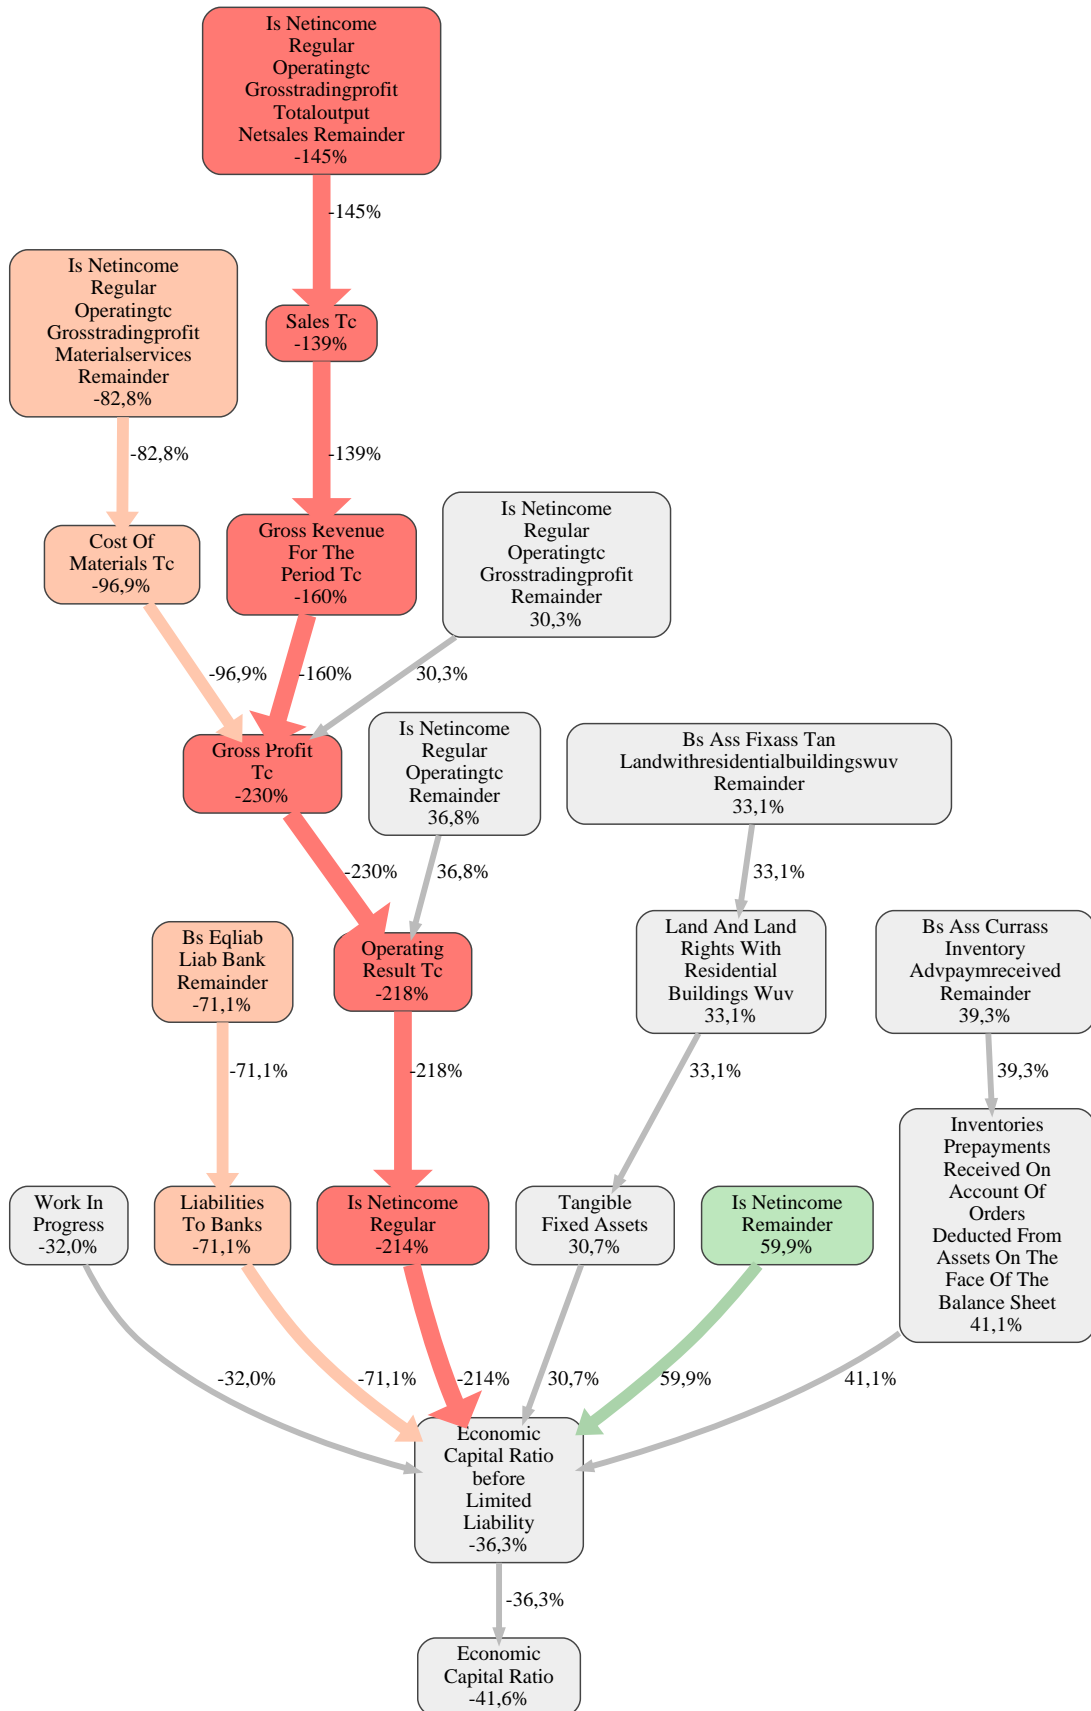 Is Netincome
Regular
Operatingtc
Grosstradingprofit
Totaloutput
Netsales Remainder
-145%
-145%
Is Netincome
Regular
Operatingtc
Grosstradingprofit
Materialservices
Remainder
-82,8%
Sales Tc
-139%
-82,8%
-139%
Cost Of
Materials Tc
-96,9%
Gross Revenue
For The
Period Tc
-160%
Is Netincome
Regular
Operatingtc
Grosstradingprofit
Remainder
30,3%
-96,9%
-160%
30,3%
Gross Profit
Tc
-230%
Is Netincome
Regular
Operatingtc
Remainder
36,8%
Bs Ass Fixass Tan
Landwithresidentialbuildingswuv
Remainder
33,1%
-230%
36,8%
33,1%
Bs Eqliab
Liab Bank
Remainder
-71,1%
Operating
Result Tc
-218%
Land And Land
Rights With
Residential
Buildings Wuv
33,1%
Bs Ass Currass
Inventory
Advpaymreceived
Remainder
39,3%
-71,1%
-218%
33,1%
39,3%
Work In
Progress
-32,0%
Liabilities
To Banks
-71,1%
Is Netincome
Regular
-214%
Tangible
Fixed Assets
30,7%
Is Netincome
Remainder
59,9%
Inventories
Prepayments
Received On
Account Of
Orders
Deducted From
Assets On The
Face Of The
Balance Sheet
41,1%
-32,0%
-71,1%
-214%
30,7%
59,9%
41,1%
Economic
Capital Ratio
before
Limited
Liability
-36,3%
-36,3%
Economic
Capital Ratio
-41,6%